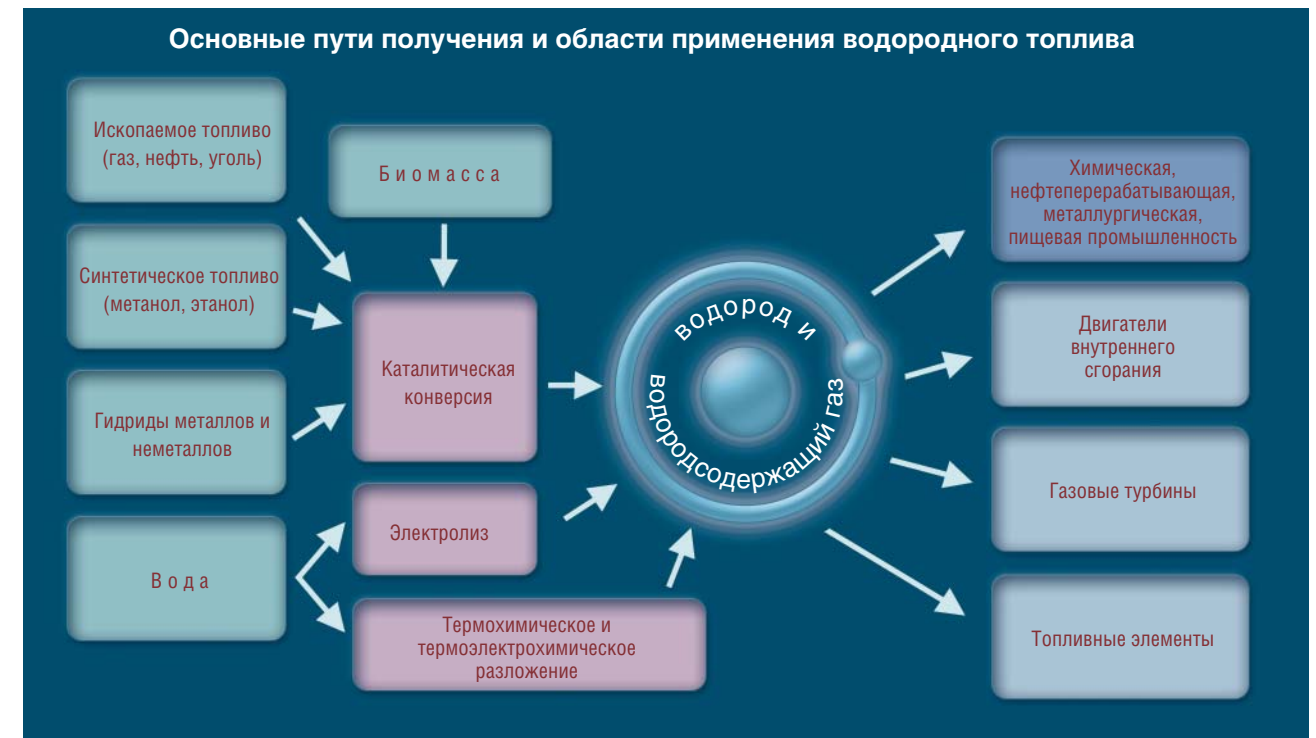 Основные пути получения и области применения водородного топлива
Ископаемое топливо
(газ, нефть, уголь)
Биомасса
Синтетическое топливо
(метанол, этанол)
Гидриды металлов и
неметаллов
Вода
Каталитическая
конверсия
Электролиз
Термохимическое и
термоэлектрохимическое
разложение
водород и
водородсодержащий газ
Химическая,
нефтеперерабатывающая,
металлургическая,
пищевая промышленность
Двигатели
внутреннего
сгорания
Газовые турбины
Топливные элементы